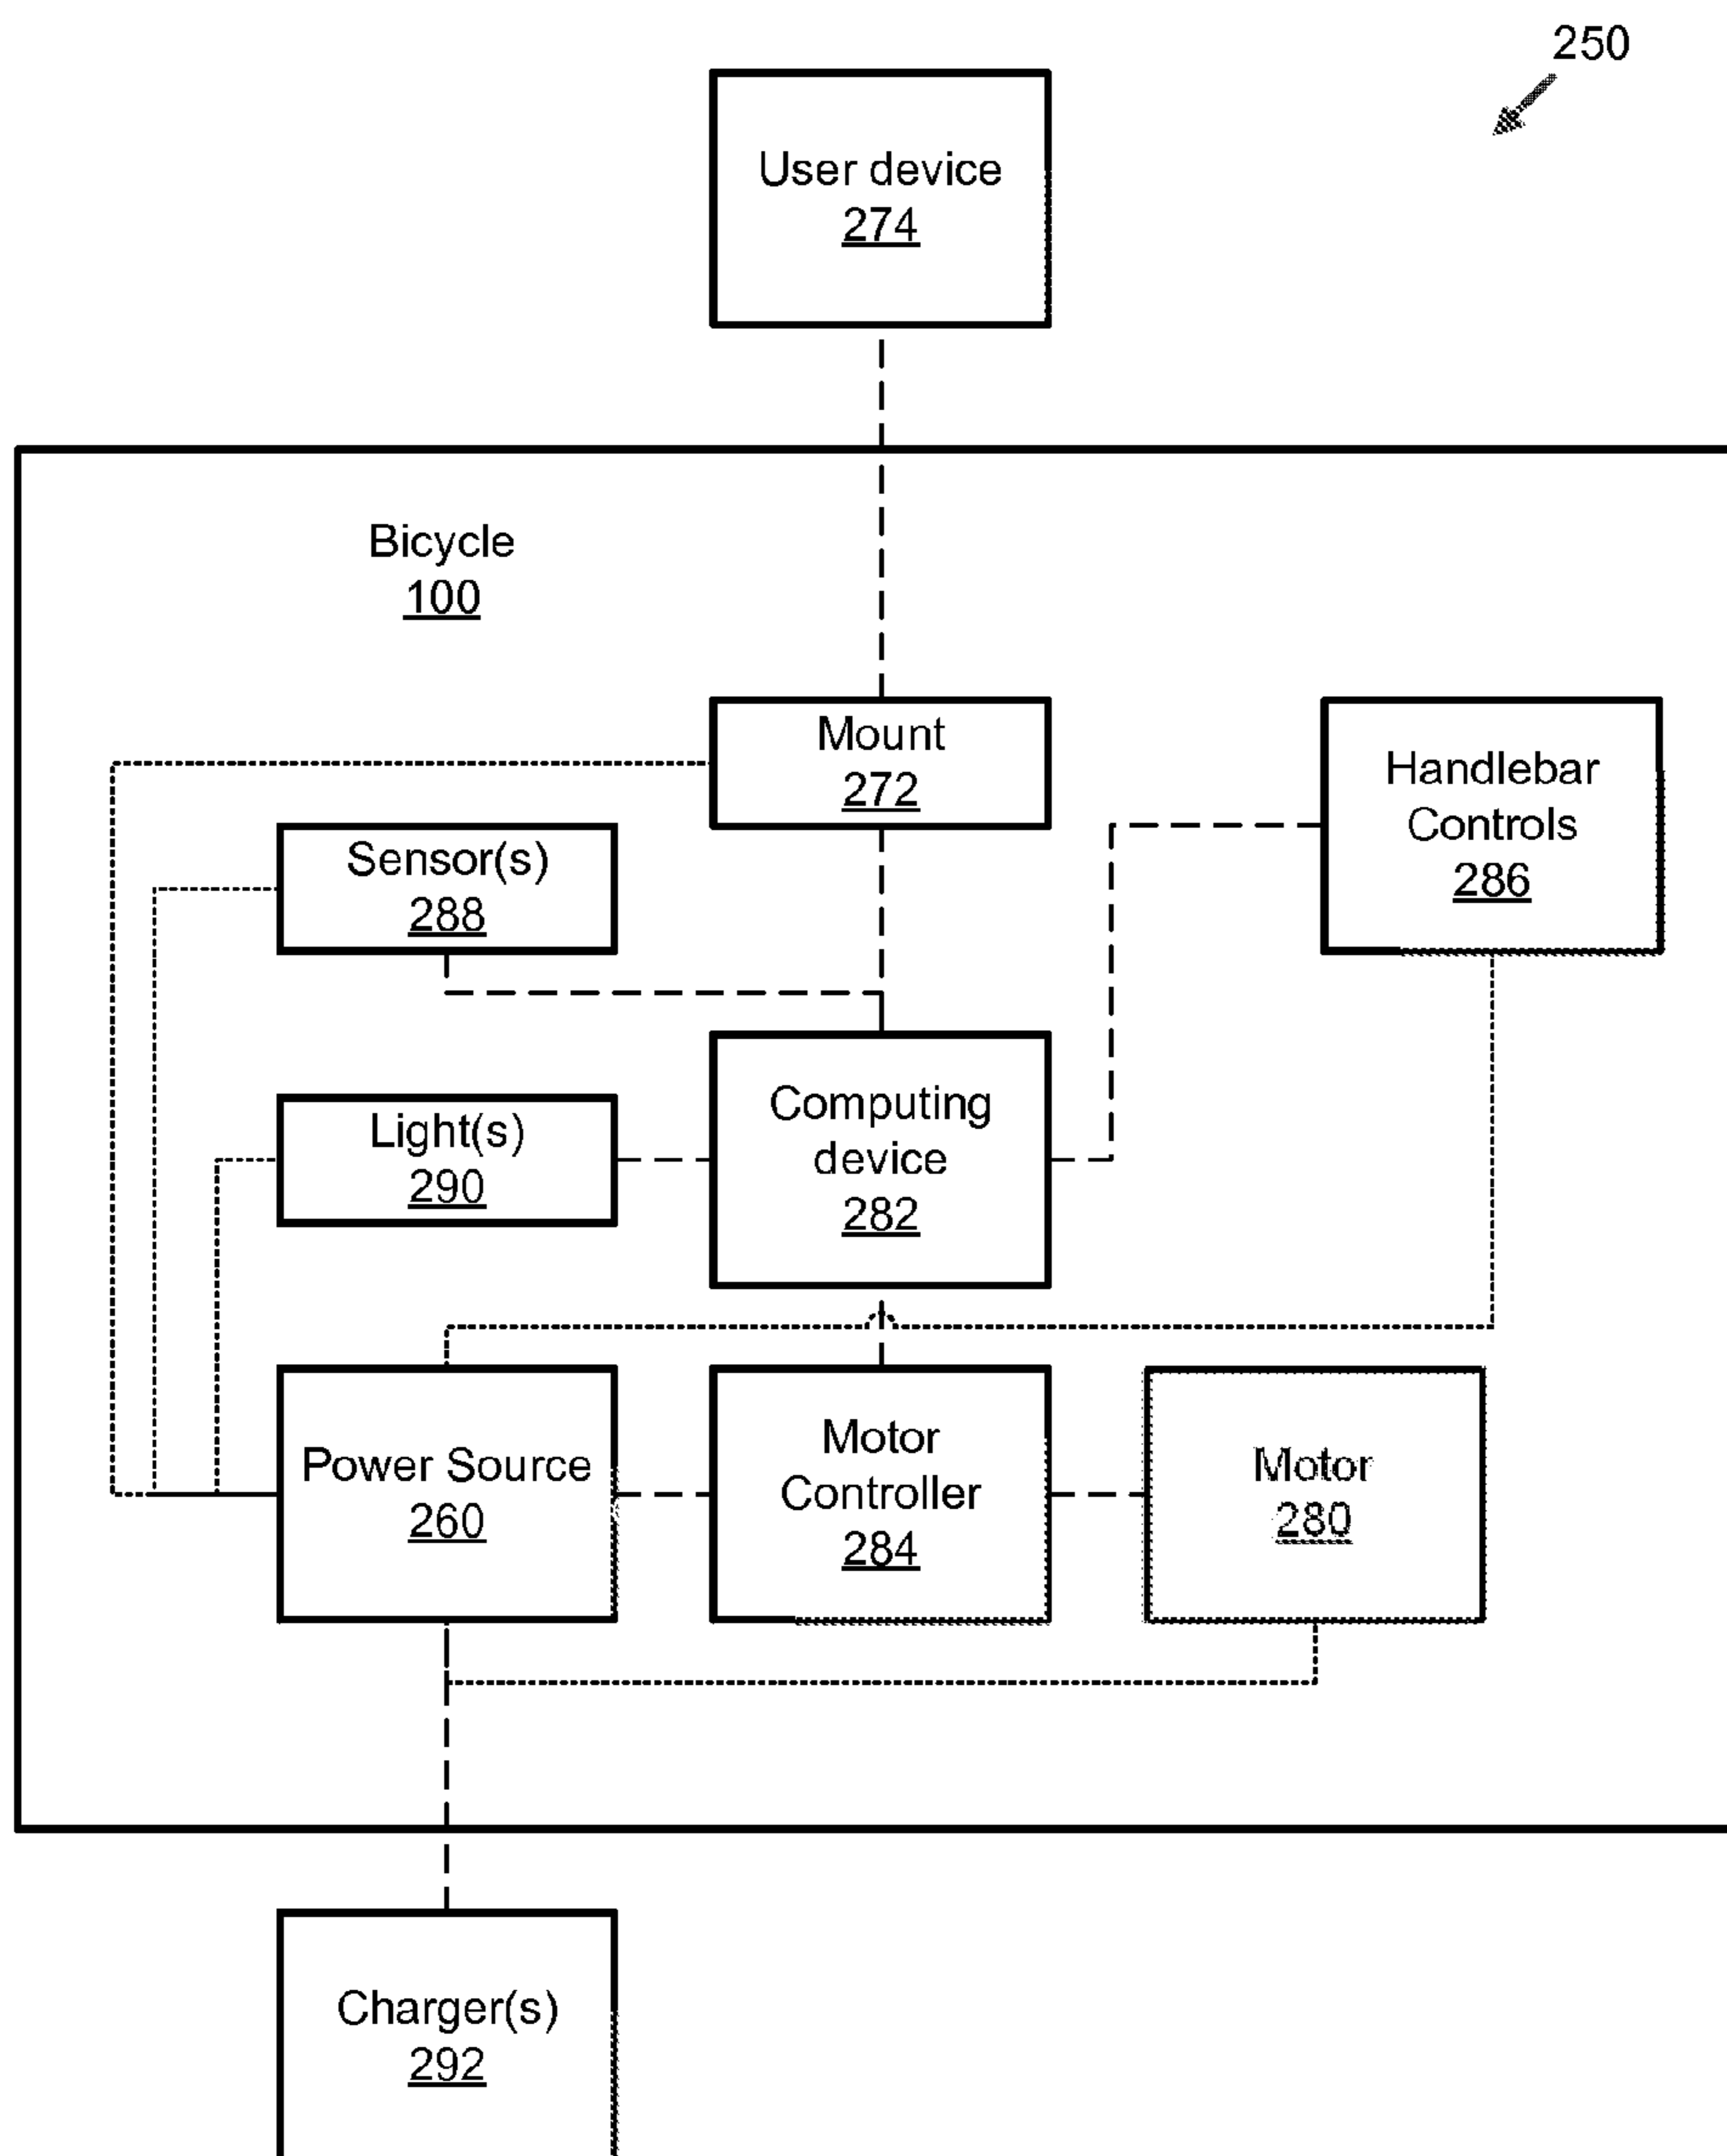 250
User device
274
Bicycle
100
Mount
272
Handlebar
Controls
286
Sensor(s)
288
Computing
device
282
Light(s)
290
Power Source
260
Motor
Controller
284
Motor
280
Charger(s)
292